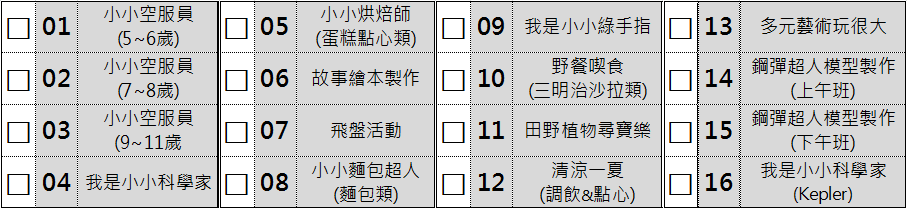 □ 01 小小空服員
(5~6歲)
□ 02 小小空服員
(7~8歲)
□ 03 小小空服員
(9~11歲
□ 04 我是小小科學家
□ 05 小小烘焙師
(蛋糕點心類)
□ 06 故事繪本製作
□ 07 飛盤活動
□ 08 小小麵包超人
(麵包類)
□ 09 我是小小綠手指
□ 10 野餐喫食
(三明治沙拉類)
□ 11 田野植物尋寶樂
□ 12 清涼一夏
(調飲&點心)
□ 13 多元藝術玩很大
□ 14 鋼彈超人模型製作
(上午班)
□ 15 鋼彈超人模型製作
(下午班)
□ 16 我是小小科學家
(Kepler)